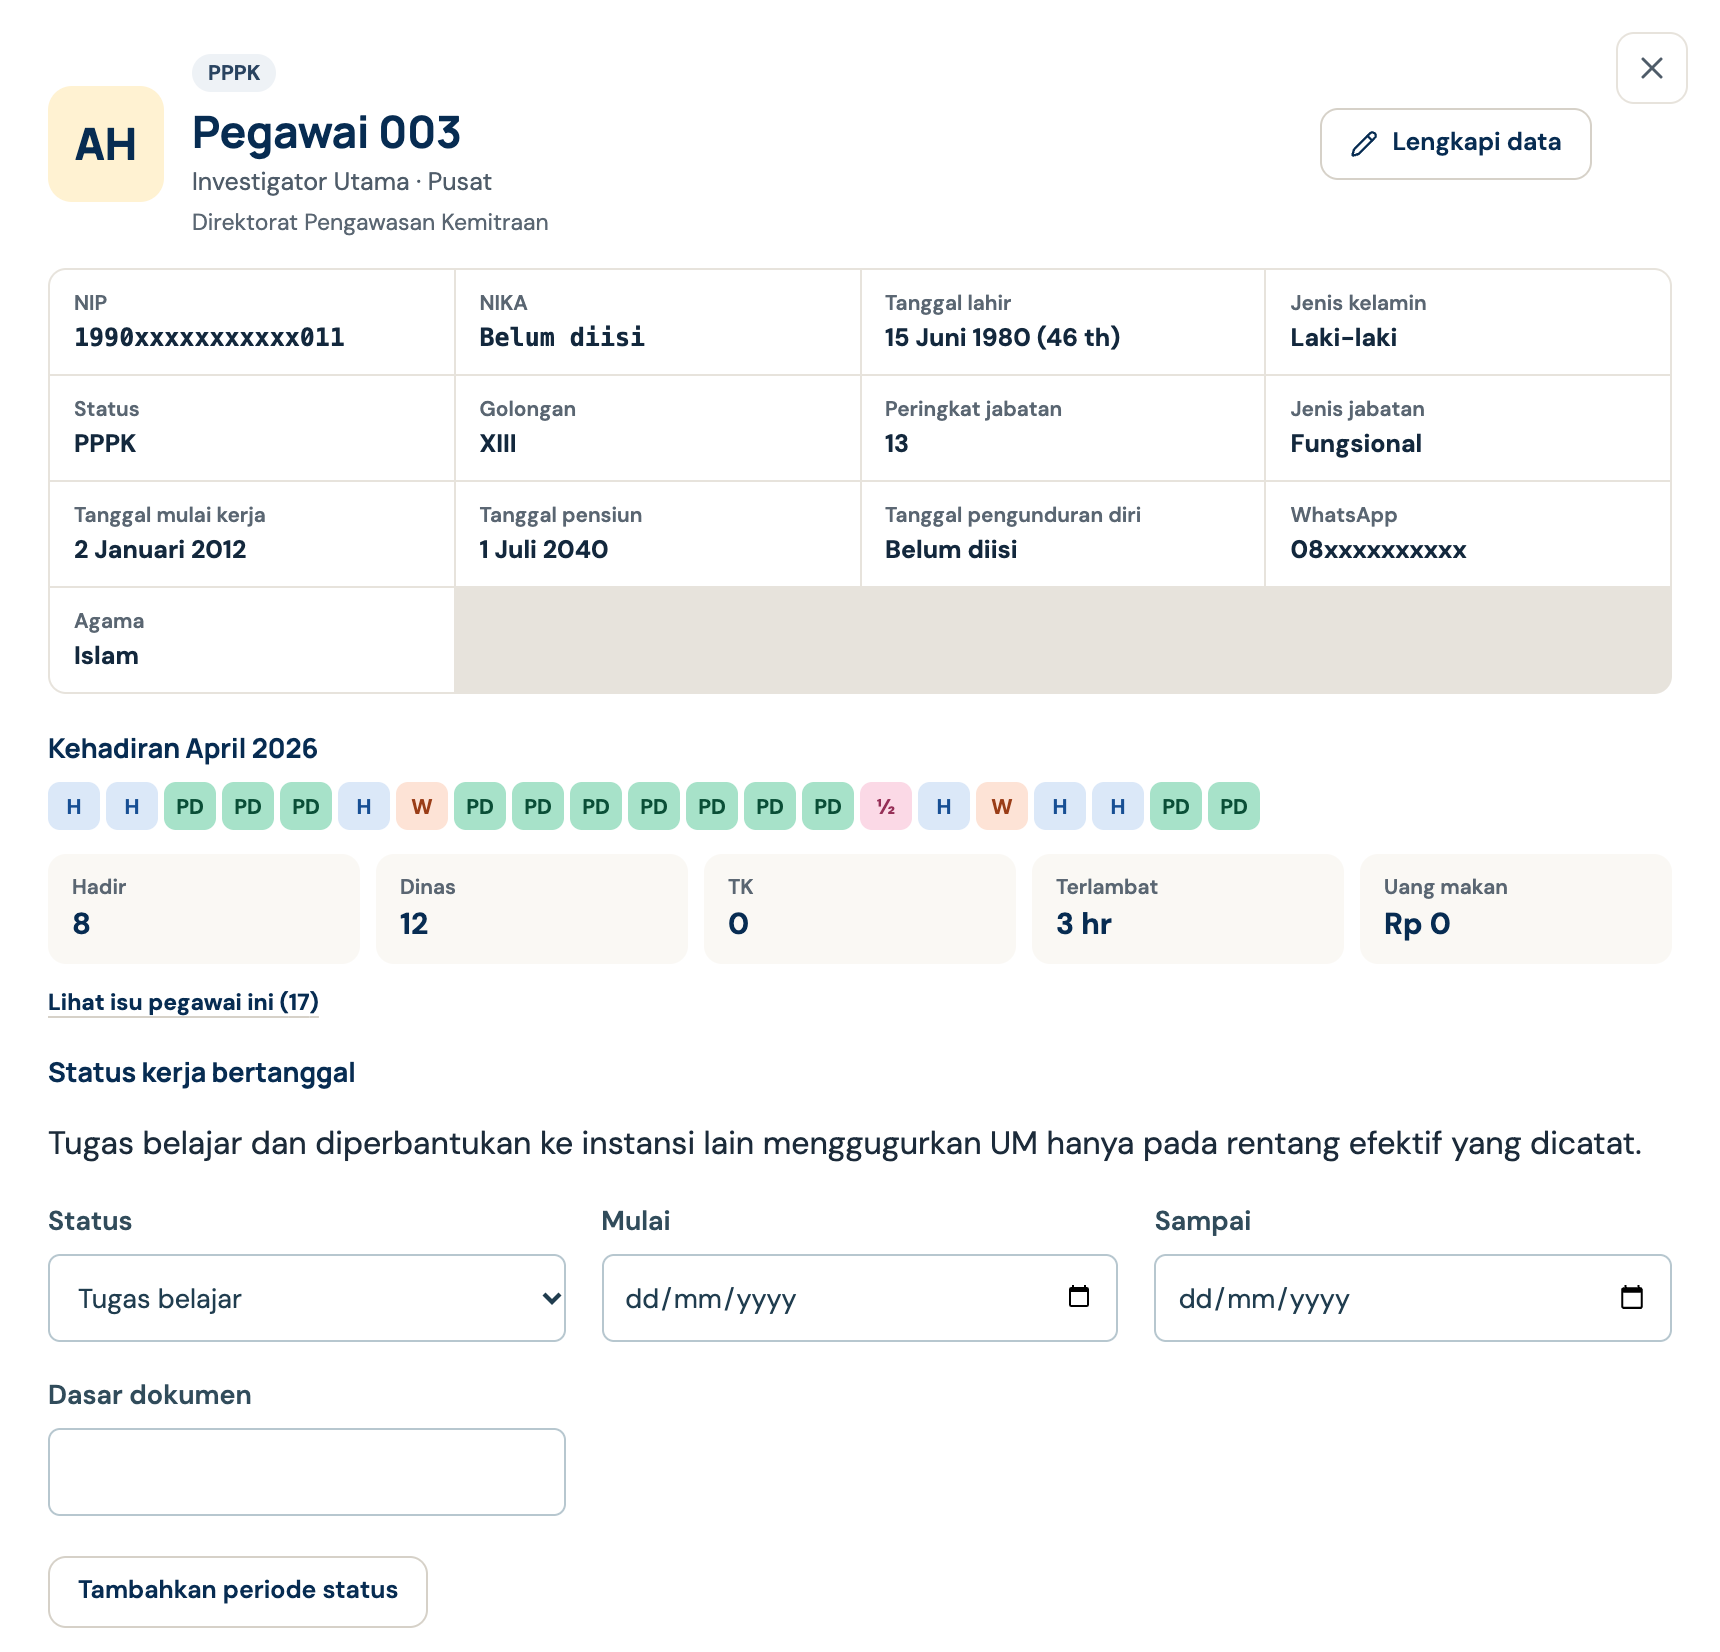 PPPK
AH
Pegawai 003
Investigator Utama · Pusat
Direktorat Pengawasan Kemitraan
Lengkapi data
NIP
1990xxxxxxxxxxx011
NIKA
Belum diisi
Tanggal lahir
15 Juni 1980 (46 th)
Jenis kelamin
Laki-laki
Status
PPPK
Golongan
XIII
Peringkat jabatan
13
Jenis jabatan
Fungsional
Tanggal mulai kerja
2 Januari 2012
Tanggal pensiun
1 Juli 2040
Tanggal pengunduran diri
Belum diisi
WhatsApp
08xxxxxxxxxx
Agama
Islam
Kehadiran April 2026
H H PD PD PD H W PD PD PD PD PD PD PD ½ H W H H PD PD
Hadir
8
Dinas
12
TK
0
Terlambat
3 hr
Uang makan
Rp 0
Lihat isu pegawai ini (17)
Status kerja bertanggal
Tugas belajar dan diperbantukan ke instansi lain menggugurkan UM hanya pada rentang efektif yang dicatat.
Status
Tugas belajar
Mulai
dd/mm/yyyy
Sampai
dd/mm/yyyy
Dasar dokumen
Tambahkan periode status